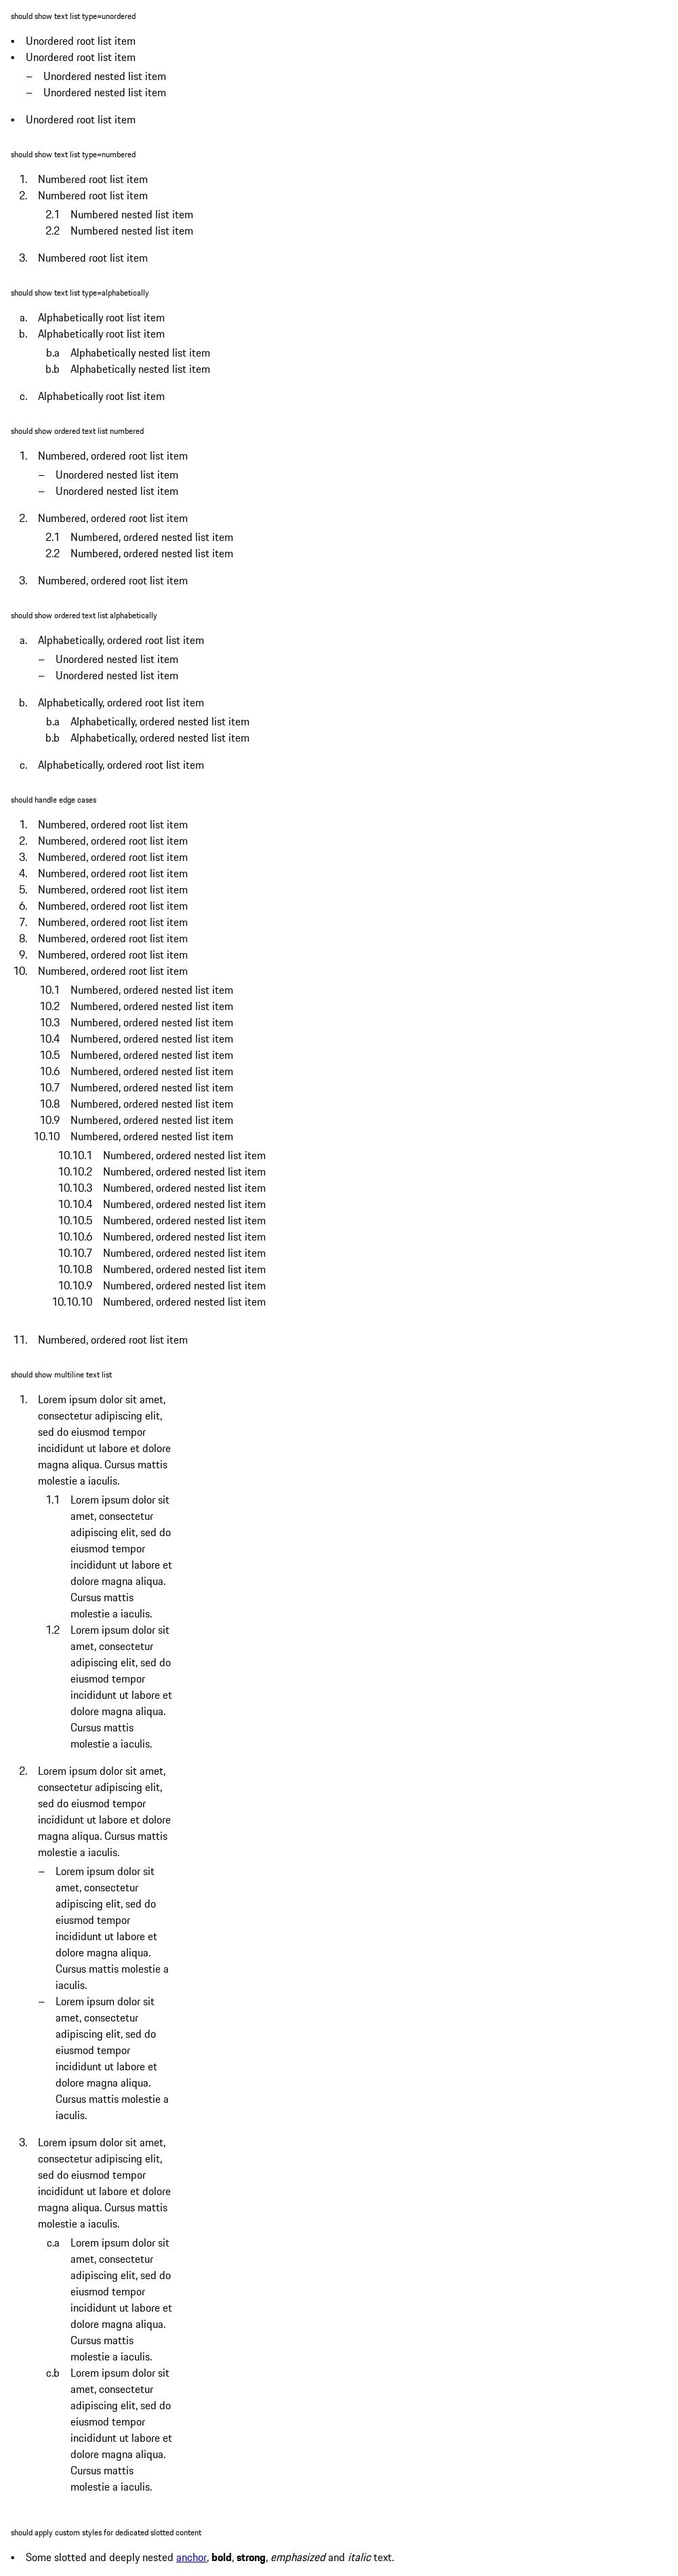 should show text list type=unordered
▪ Unordered root list item
▪ Unordered root list item
– Unordered nested list item
– Unordered nested list item
▪ Unordered root list item
should show text list type=numbered
1. Numbered root list item
2. Numbered root list item
2.1 Numbered nested list item
2.2 Numbered nested list item
3. Numbered root list item
should show text list type=alphabetically
a. Alphabetically root list item
b. Alphabetically root list item
b.a Alphabetically nested list item
b.b Alphabetically nested list item
c. Alphabetically root list item
should show ordered text list numbered
1. Numbered, ordered root list item
– Unordered nested list item
– Unordered nested list item
2. Numbered, ordered root list item
2.1 Numbered, ordered nested list item
2.2 Numbered, ordered nested list item
3. Numbered, ordered root list item
should show ordered text list alphabetically
a. Alphabetically, ordered root list item
– Unordered nested list item
– Unordered nested list item
b. Alphabetically, ordered root list item
b.a Alphabetically, ordered nested list item
b.b Alphabetically, ordered nested list item
c. Alphabetically, ordered root list item
should handle edge cases
1. Numbered, ordered root list item
2. Numbered, ordered root list item
3. Numbered, ordered root list item
4. Numbered, ordered root list item
5. Numbered, ordered root list item
6. Numbered, ordered root list item
7. Numbered, ordered root list item
8. Numbered, ordered root list item
9. Numbered, ordered root list item
10. Numbered, ordered root list item
10.1 Numbered, ordered nested list item
10.2 Numbered, ordered nested list item
10.3 Numbered, ordered nested list item
10.4 Numbered, ordered nested list item
10.5 Numbered, ordered nested list item
10.6 Numbered, ordered nested list item
10.7 Numbered, ordered nested list item
10.8 Numbered, ordered nested list item
10.9 Numbered, ordered nested list item
10.10 Numbered, ordered nested list item
10.10.1 Numbered, ordered nested list item
10.10.2 Numbered, ordered nested list item
10.10.3 Numbered, ordered nested list item
10.10.4 Numbered, ordered nested list item
10.10.5 Numbered, ordered nested list item
10.10.6 Numbered, ordered nested list item
10.10.7 Numbered, ordered nested list item
10.10.8 Numbered, ordered nested list item
10.10.9 Numbered, ordered nested list item
10.10.10 Numbered, ordered nested list item
11. Numbered, ordered root list item
should show multiline text list
1. Lorem ipsum dolor sit amet,
consectetur adipiscing elit,
sed do eiusmod tempor
incididunt ut labore et dolore
magna aliqua. Cursus mattis
molestie a iaculis.
1.1 Lorem ipsum dolor sit
amet, consectetur
adipiscing elit, sed do
eiusmod tempor
incididunt ut labore et
dolore magna aliqua.
Cursus mattis
molestie a iaculis.
1.2 Lorem ipsum dolor sit
amet, consectetur
adipiscing elit, sed do
eiusmod tempor
incididunt ut labore et
dolore magna aliqua.
Cursus mattis
molestie a iaculis.
2. Lorem ipsum dolor sit amet,
consectetur adipiscing elit,
sed do eiusmod tempor
incididunt ut labore et dolore
magna aliqua. Cursus mattis
molestie a iaculis.
– Lorem ipsum dolor sit
amet, consectetur
adipiscing elit, sed do
eiusmod tempor
incididunt ut labore et
dolore magna aliqua.
Cursus mattis molestie a
iaculis.
– Lorem ipsum dolor sit
amet, consectetur
adipiscing elit, sed do
eiusmod tempor
incididunt ut labore et
dolore magna aliqua.
Cursus mattis molestie a
iaculis.
3. Lorem ipsum dolor sit amet,
consectetur adipiscing elit,
sed do eiusmod tempor
incididunt ut labore et dolore
magna aliqua. Cursus mattis
molestie a iaculis.
c.a Lorem ipsum dolor sit
amet, consectetur
adipiscing elit, sed do
eiusmod tempor
incididunt ut labore et
dolore magna aliqua.
Cursus mattis
molestie a iaculis.
c.b Lorem ipsum dolor sit
amet, consectetur
adipiscing elit, sed do
eiusmod tempor
incididunt ut labore et
dolore magna aliqua.
Cursus mattis
molestie a iaculis.
should apply custom styles for dedicated slotted content
▪ Some slotted and deeply nested anchor, bold, strong, emphasized and italic text.